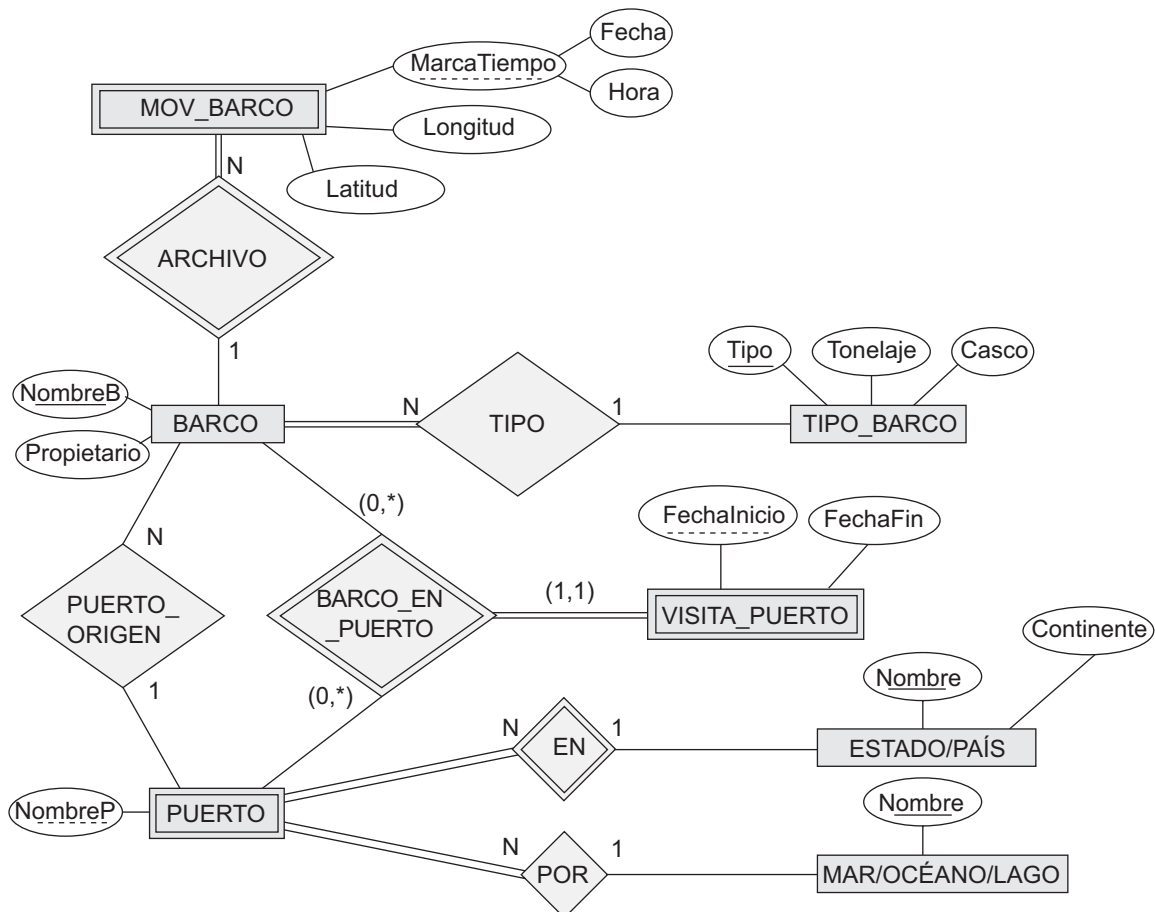 Fecha
MarcaTiempo
MOV_BARCO
Hora
Longitud
N
Latitud
ARCHIVO
1
Tipo
Tonelaje
Casco
NombreB
BARCO
N
TIPO
1
TIPO_BARCO
Propietario
(0,*)
FechaInicio
FechaFin
N
PUERTO_
ORIGEN
BARCO_EN
_PUERTO
(1,1)
VISITA_PUERTO
Continente
1
(0,*)
Nombre
N
EN
1
ESTADO/PAÍS
NombreP
PUERTO
Nombre
N
POR
1
MAR/OCÉANO/LAGO